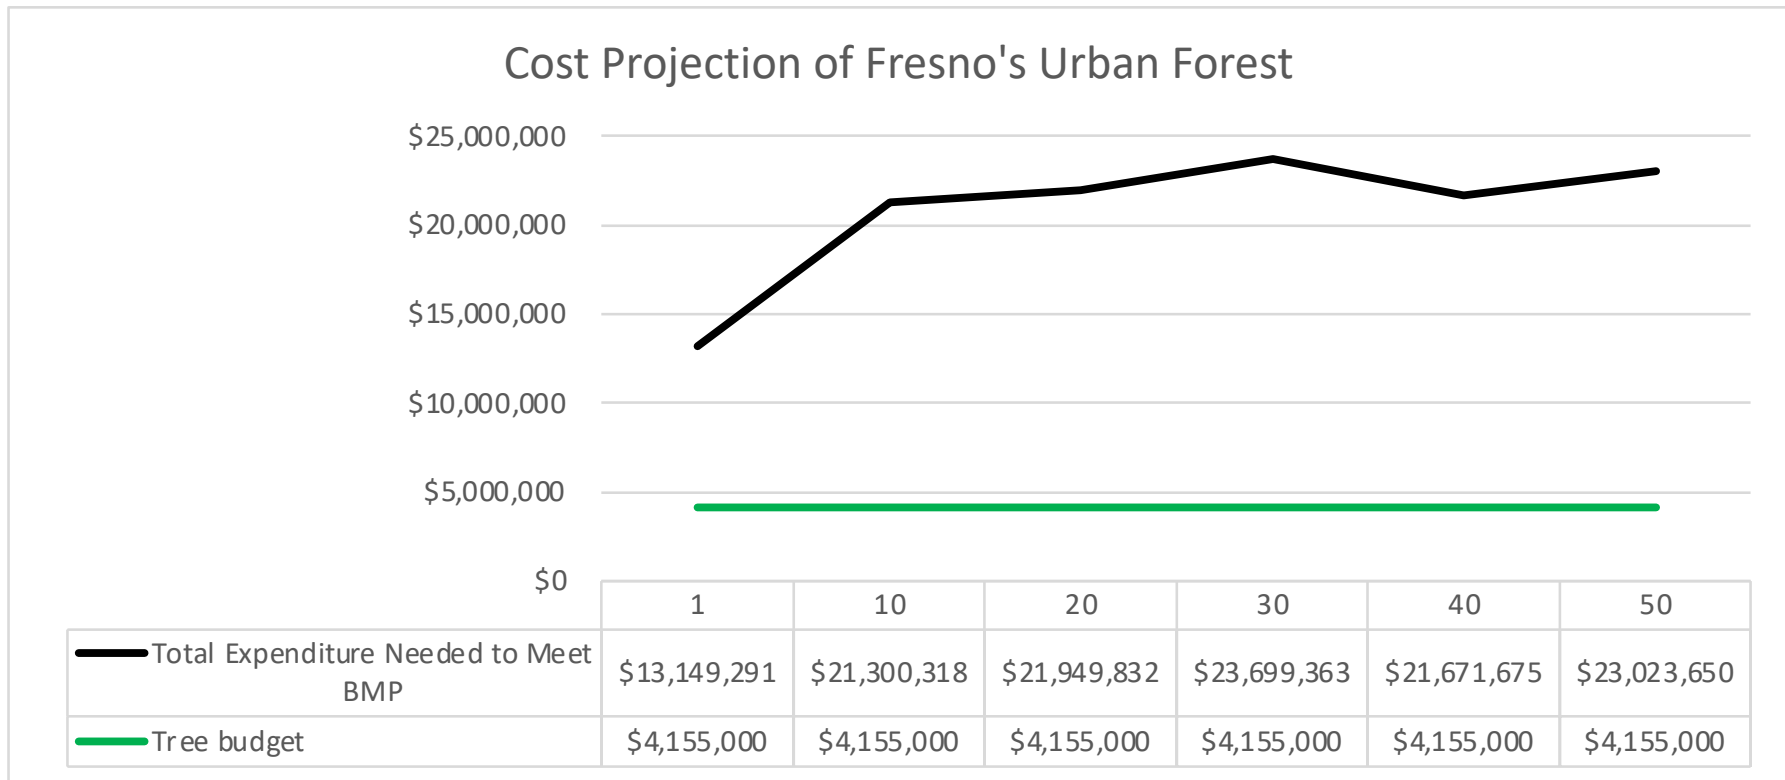 Cost Projection of Fresno's Urban Forest
$25,000,000
$20,000,000
$15,000,000
$10,000,000
$5,000,000
$0
1 10 20 30 40 50
Total Expenditure Needed to Meet
BMP
$13,149,291 $21,300,318 $21,949,832 $23,699,363 $21,671,675 $23,023,650
Tree budget $4,155,000 $4,155,000 $4,155,000 $4,155,000 $4,155,000 $4,155,000